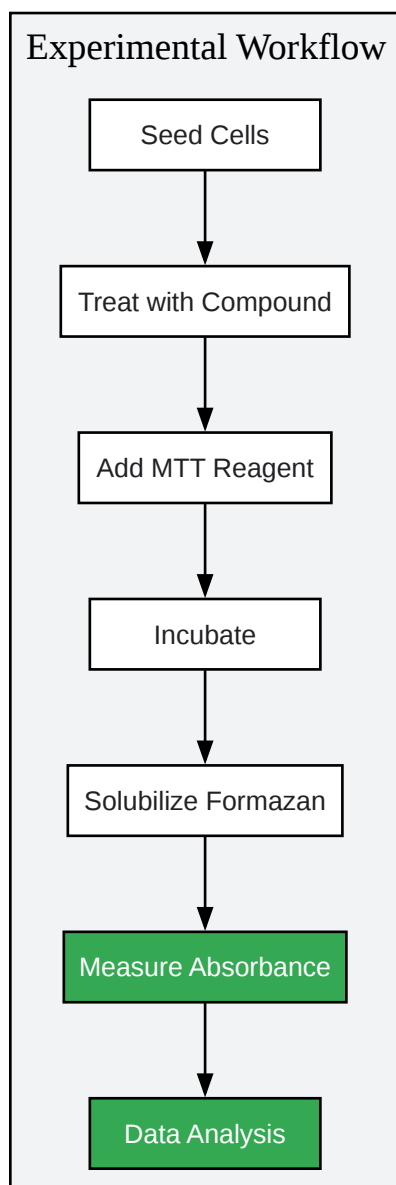 Experimental Workflow
Seed Cells
Treat with Compound
Add MTT Reagent
Incubate
Solubilize Formazan
Measure Absorbance
Data Analysis